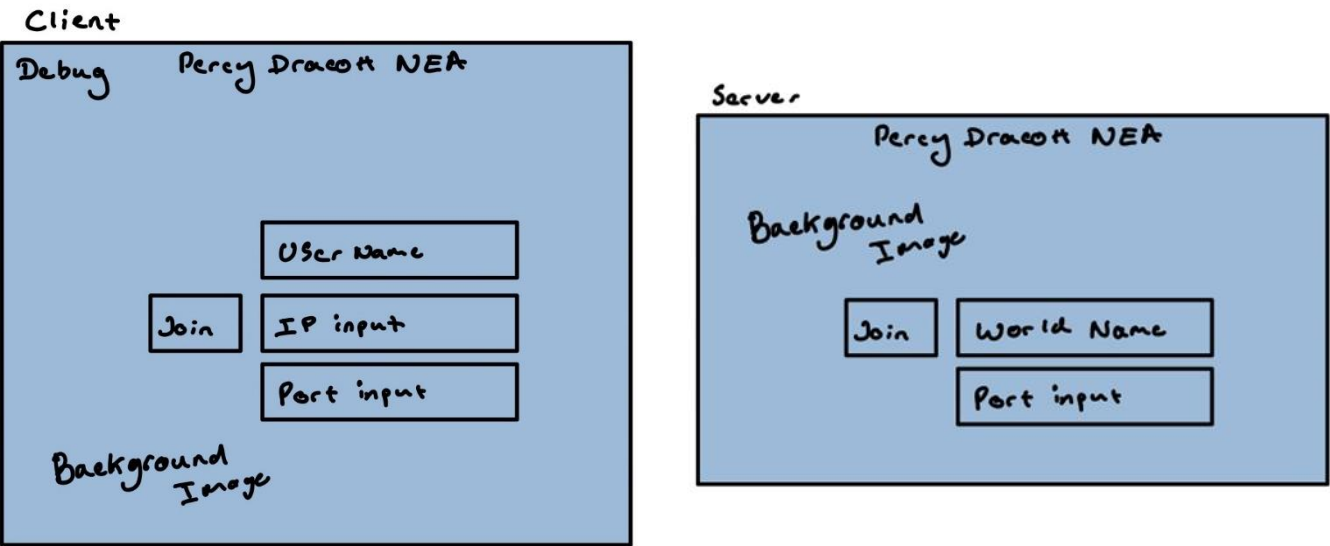 Client
Debug
Percy Dracott NEA
User Name
Join
IP input
Port input
Background
Image
Server
Percy Dracott NEA
Background
Image
Join
World Name
Port input